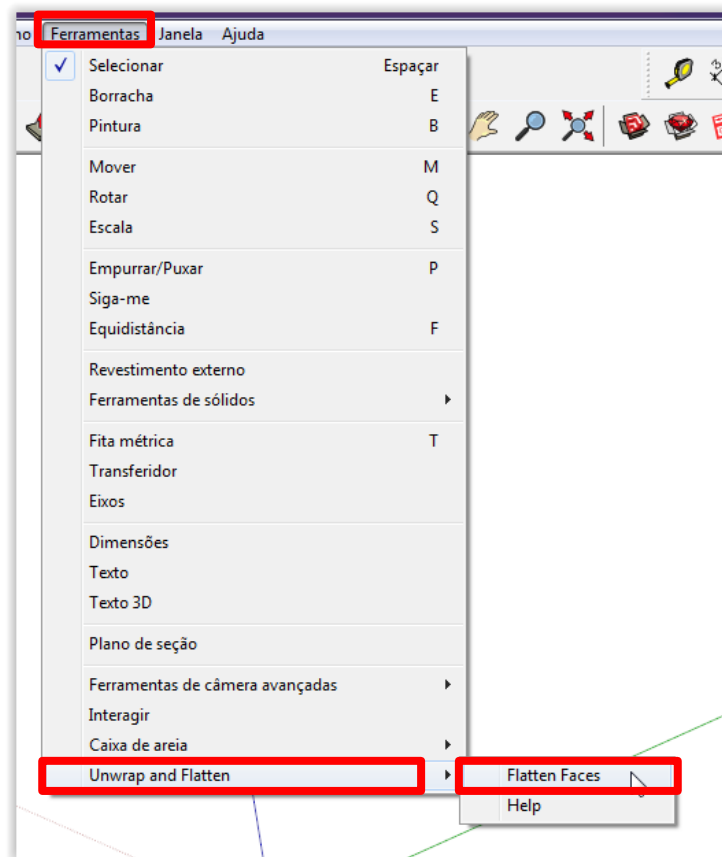 no Ferramentas Janela Ajuda
Selecionar Espaçar
Borracha E
Pintura B
Mover M
Rotar Q
Escala S
Empurrar/Puxar P
Siga-me
Equidistância F
Revestimento externo
Ferramentas de sólidos
Fita métrica T
Transferidor
Eixos
Dimensões
Texto
Texto 3D
Plano de seção
Ferramentas de câmera avançadas
Interagir
Caixa de areia
Unwrap and Flatten Flatten Faces
Help